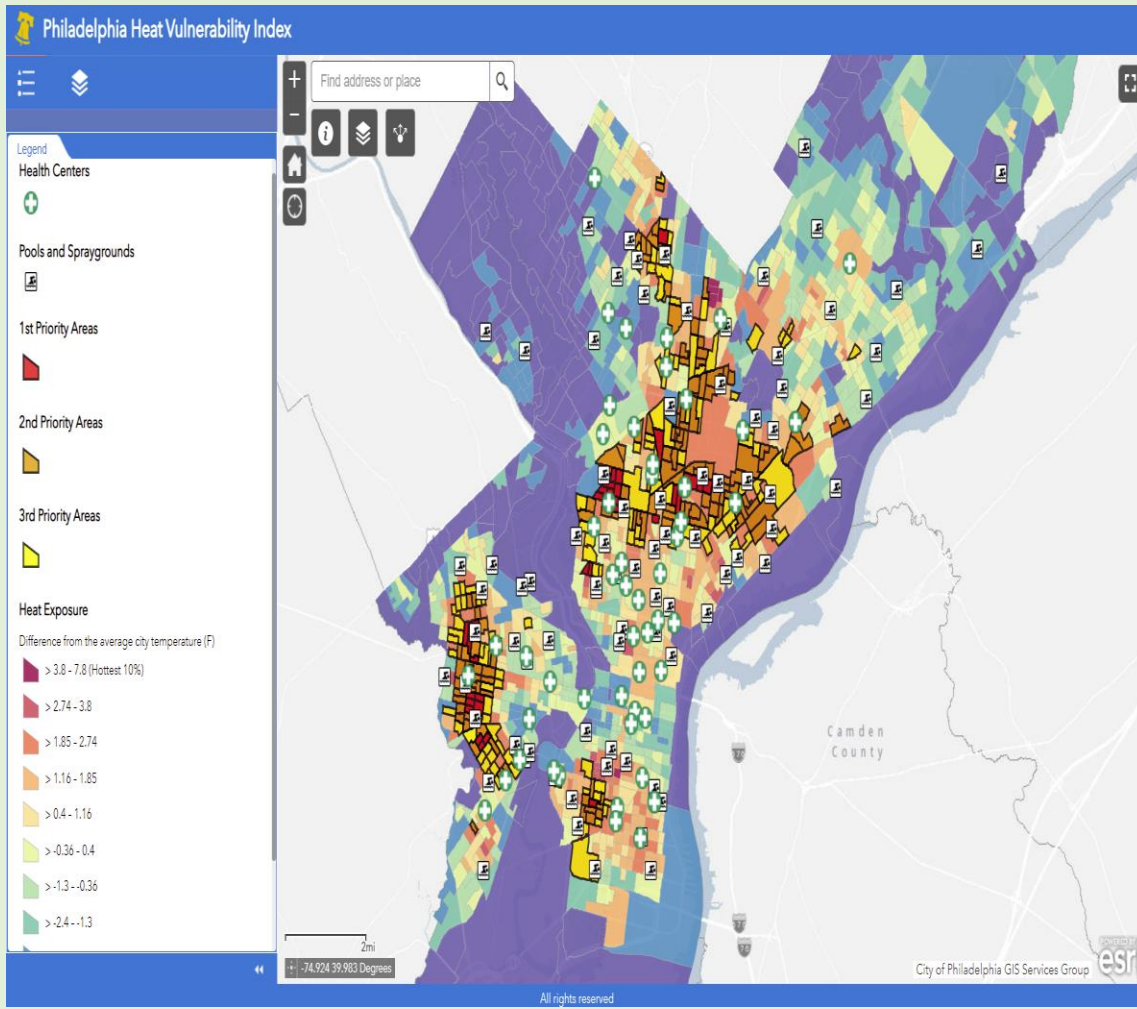 Philadelphia Heat Vulnerability Index
Find address or place
Legend
Health Centers
Pools and Spraygrounds
1st Priority Areas
2nd Priority Areas
3rd Priority Areas
Heat Exposure
Difference from the average city temperature (F)
> 3.8 - 7.8 (Hottest 10%)
> 2.74 - 3.8
> 1.85 - 2.74
> 1.16 - 1.85
> 0.4 - 1.16
> -0.36 - 0.4
> -1.3 - -0.36
> -2.4 - -1.3
Camden
County
2mi
-74.924 39.983 Degrees
City of Philadelphia GIS Services Group
POWERED BY
esri
All rights reserved